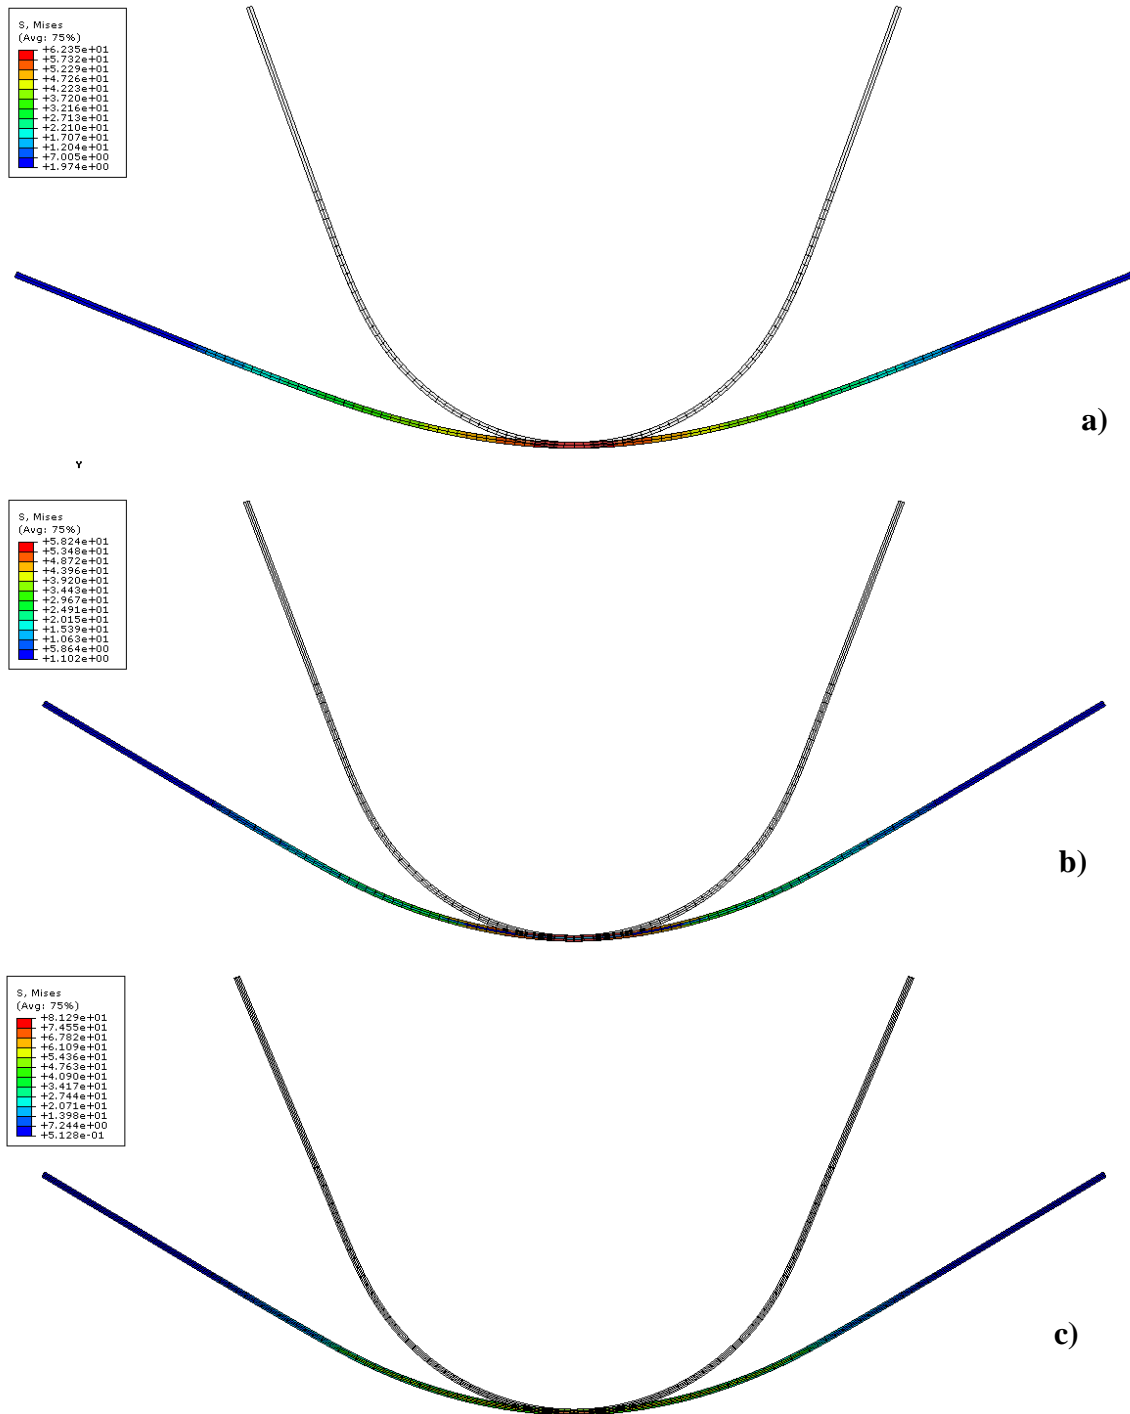 S, Mises
(Avg: 75%)
+6.235e+01
+5.732e+01
+5.229e+01
+4.726e+01
+4.223e+01
+3.720e+01
+3.216e+01
+2.713e+01
+2.210e+01
+1.707e+01
+1.204e+01
+7.005e+00
+1.974e+00
a)
Y
S, Mises
(Avg: 75%)
+5.824e+01
+5.348e+01
+4.872e+01
+4.396e+01
+3.920e+01
+3.443e+01
+2.967e+01
+2.491e+01
+2.015e+01
+1.539e+01
+1.063e+01
+5.864e+00
+1.102e+00
b)
S, Mises
(Avg: 75%)
+8.129e+01
+7.455e+01
+6.782e+01
+6.109e+01
+5.436e+01
+4.763e+01
+4.090e+01
+3.417e+01
+2.744e+01
+2.071e+01
+1.398e+01
+7.244e+00
+5.128e-01
c)